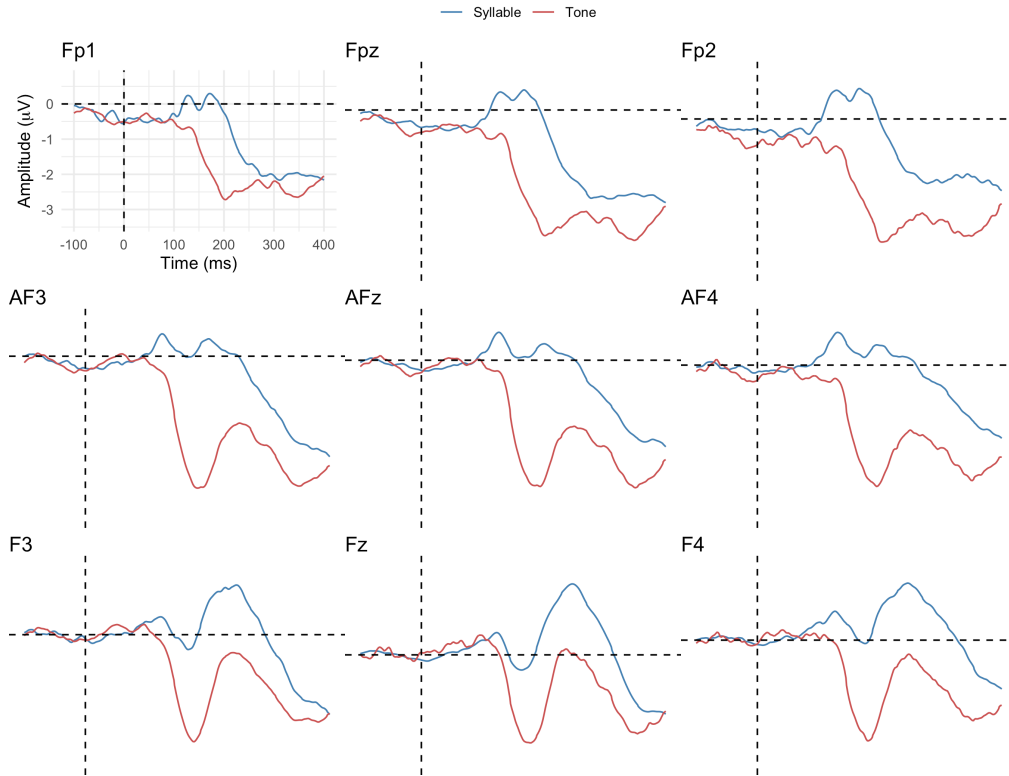 Syllable Tone
Fp1
Fpz
Fp2
Amplitude (μV)
0
-1
-2
-3
-100 0 100 200 300 400
Time (ms)
AF3
AFz
AF4
F3
Fz
F4